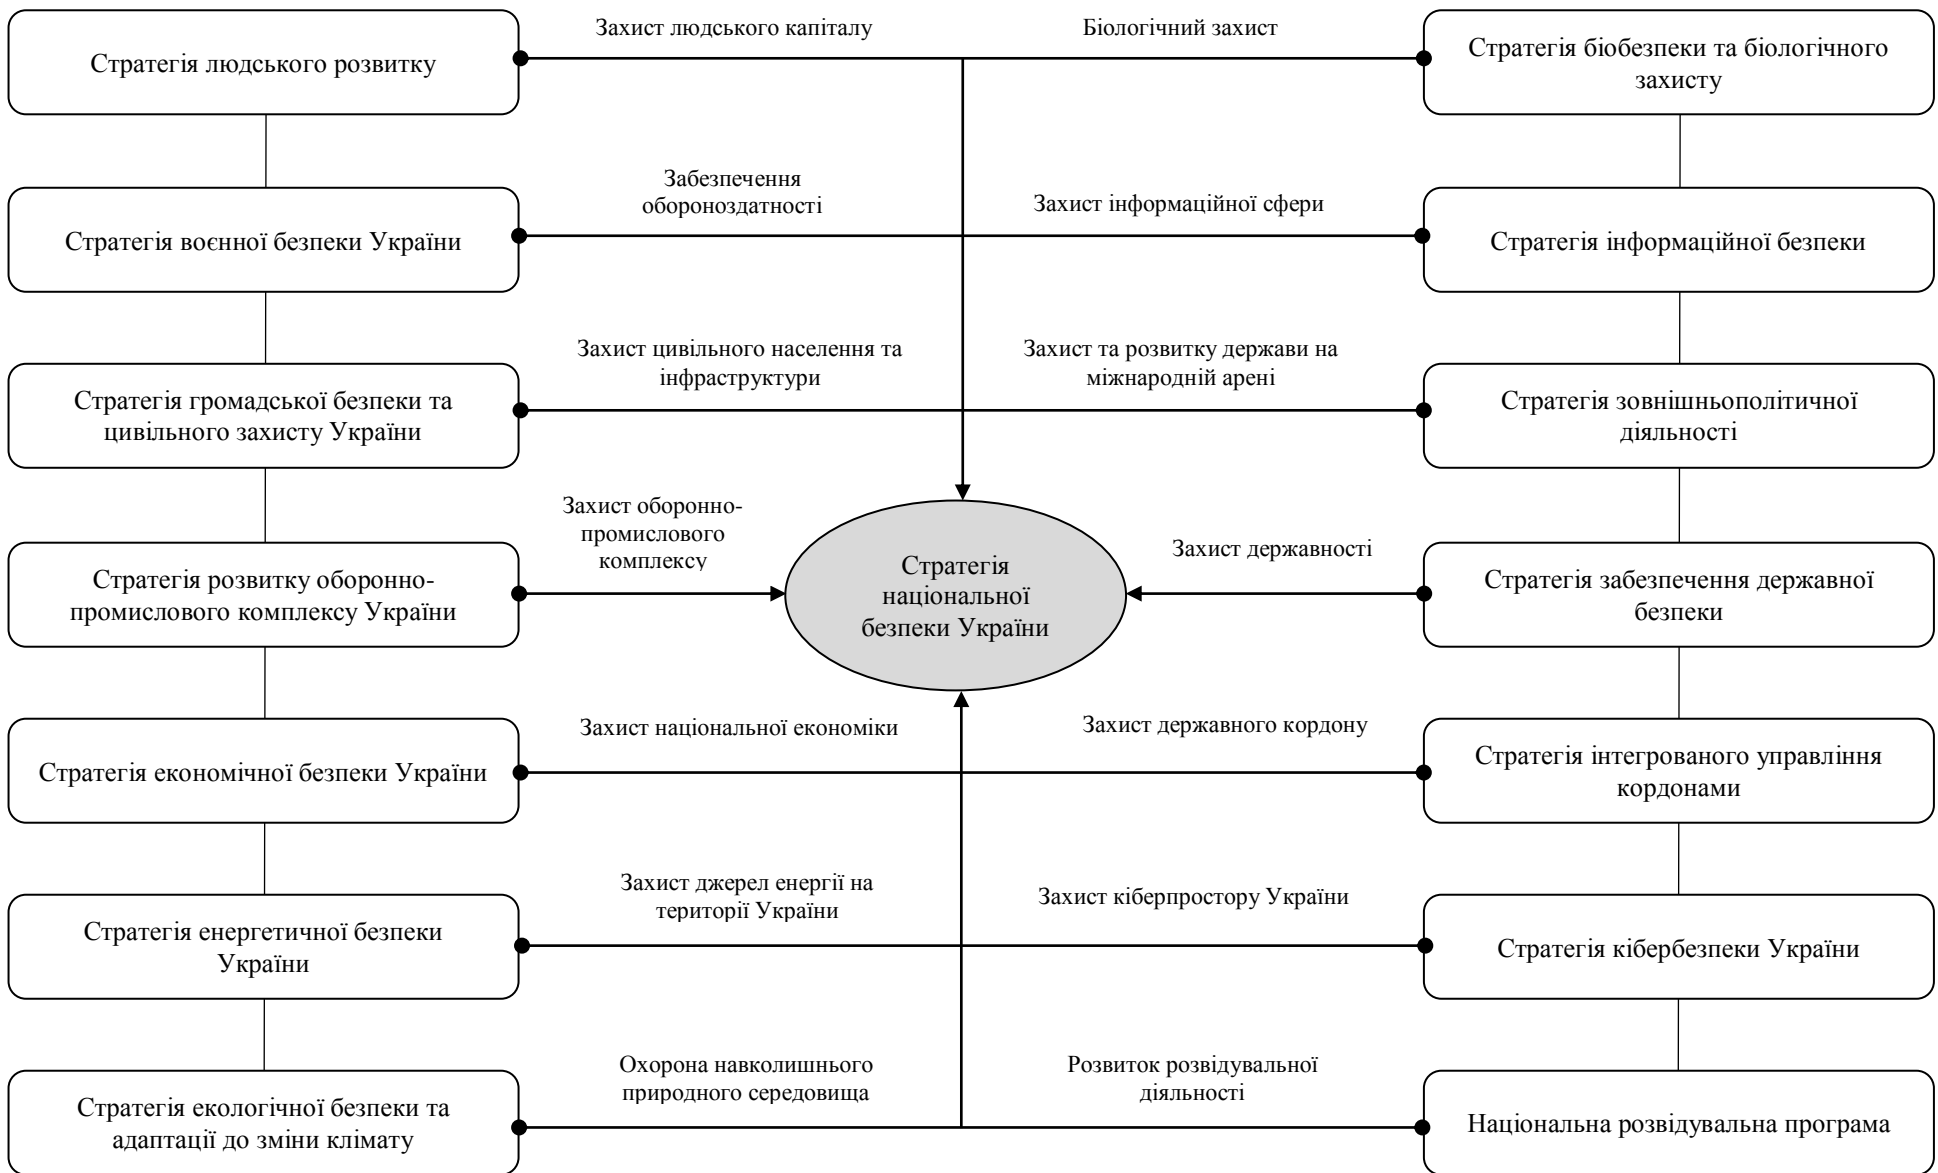 Захист людського капіталу
Біологічний захист
Стратегія людського розвитку
Стратегія біобезпеки та біологічного
захисту
Забезпечення
обороноздатності
Захист інформаційної сфери
Стратегія воєнної безпеки України
Стратегія інформаційної безпеки
Захист цивільного населення та
інфраструктури
Захист та розвитку держави на
міжнародній арені
Стратегія громадської безпеки та
цивільного захисту України
Стратегія зовнішньополітичної
діяльності
Захист оборонно-
промислового
комплексу
Захист державності
Стратегія розвитку оборонно-
промислового комплексу України
Стратегія
національної
безпеки України
Стратегія забезпечення державної
безпеки
Захист національної економіки
Захист державного кордону
Стратегія економічної безпеки України
Стратегія інтегрованого управління
кордонами
Захист джерел енергії на
території України
Захист кіберпростору України
Стратегія енергетичної безпеки
України
Стратегія кібербезпеки України
Охорона навколишнього
природного середовища
Розвиток розвідувальної
діяльності
Стратегія екологічної безпеки та
адаптації до зміни клімату
Національна розвідувальна програма